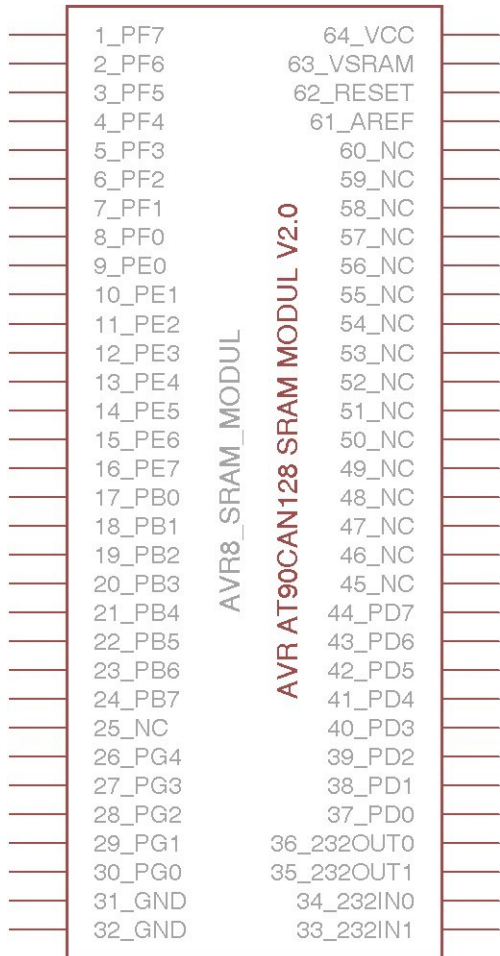 1_PF7 64_VCC
2_PF6 63_VSRAM
3_PF5 62_RESET
4_PF4 61_AREF
5_PF3 60_NC
6_PF2 59_NC
7_PF1 58_NC
8_PF0 57_NC
9_PE0 56_NC
10_PE1 55_NC
11_PE2 54_NC
12_PE3 53_NC
13_PE4 52_NC
14_PE5 51_NC
15_PE6 50_NC
16_PE7 49_NC
17_PB0 48_NC
18_PB1 47_NC
19_PB2 46_NC
20_PB3 45_NC
21_PB4 44_PD7
22_PB5 43_PD6
23_PB6 42_PD5
24_PB7 41_PD4
25_NC 40_PD3
26_PG4 39_PD2
27_PG3 38_PD1
28_PG2 37_PD0
29_PG1 36_232OUT0
30_PG0 35_232OUT1
31_GND 34_232IN0
32_GND 33_232IN1
AVR8_SRAM_MODUL
AVR AT90CAN128 SRAM MODUL V2.0